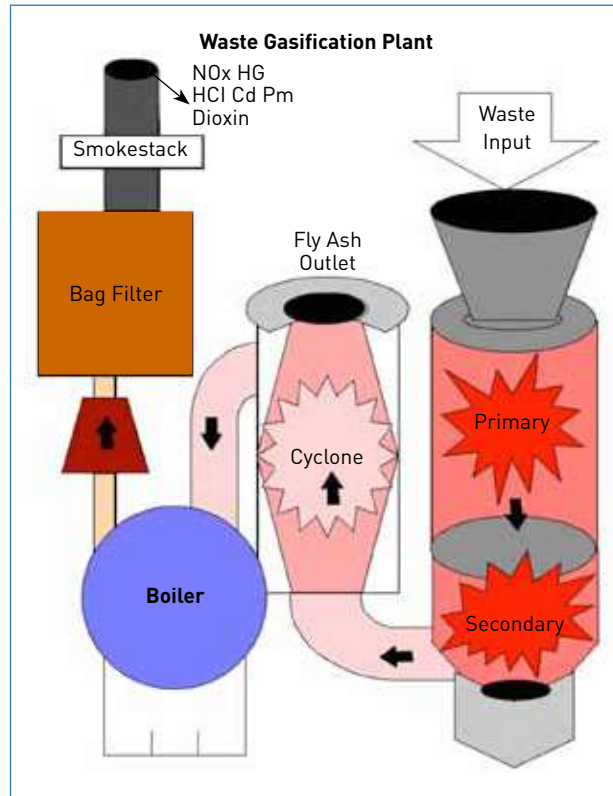 Waste Gasification Plant
NOx HG
HCI Cd Pm
Dioxin
Smokestack
Waste
Input
Fly Ash
Outlet
Bag Filter
Primary
Cyclone
Boiler
Secondary